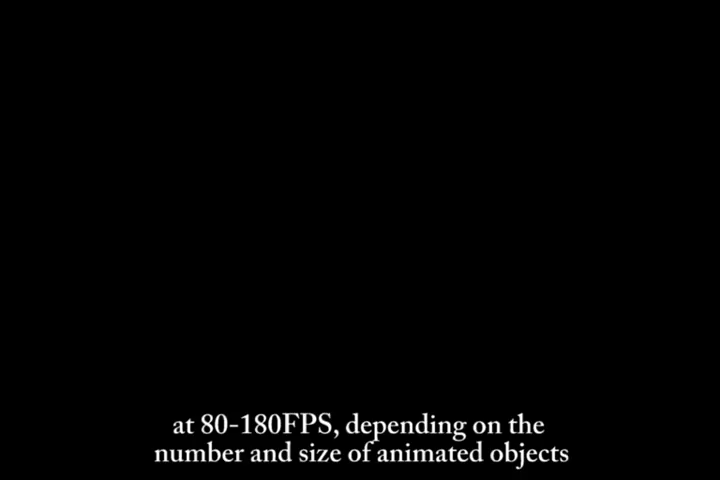 at 80-180FPS, depending on the
number and size of animated objects